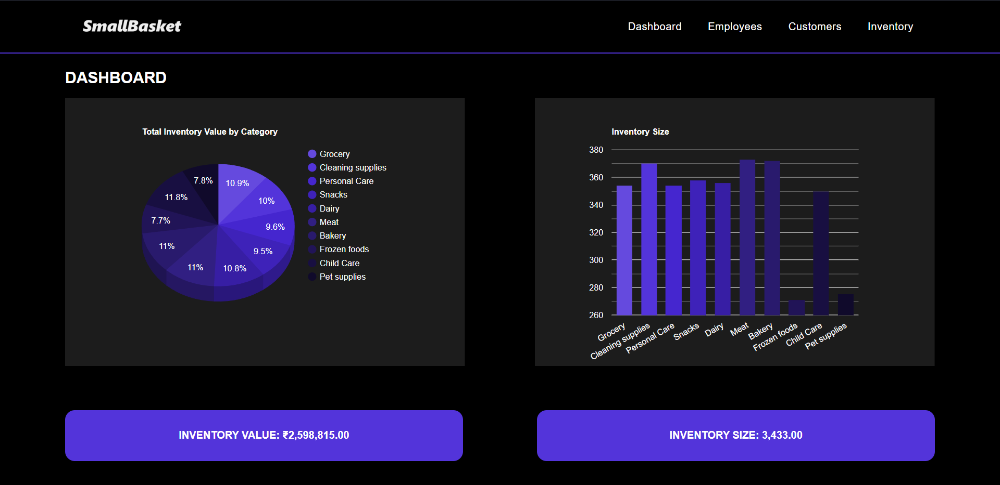 SmallBasket
Dashboard Employees Customers Inventory
DASHBOARD
Total Inventory Value by Category
Grocery
Cleaning supplies
Personal Care
Snacks
Dairy
Meat
Bakery
Frozen foods
Child Care
Pet supplies
10.9%
10%
9.6%
9.5%
10.8%
11%
11%
7.7%
11.8%
7.8%
Inventory Size
380
360
340
320
300
280
260
Grocery
Cleaning supplies
Personal Care
Snacks
Dairy
Meat
Bakery
Frozen foods
Child Care
Pet supplies
INVENTORY VALUE: ₹2,598,815.00
INVENTORY SIZE: 3,433.00